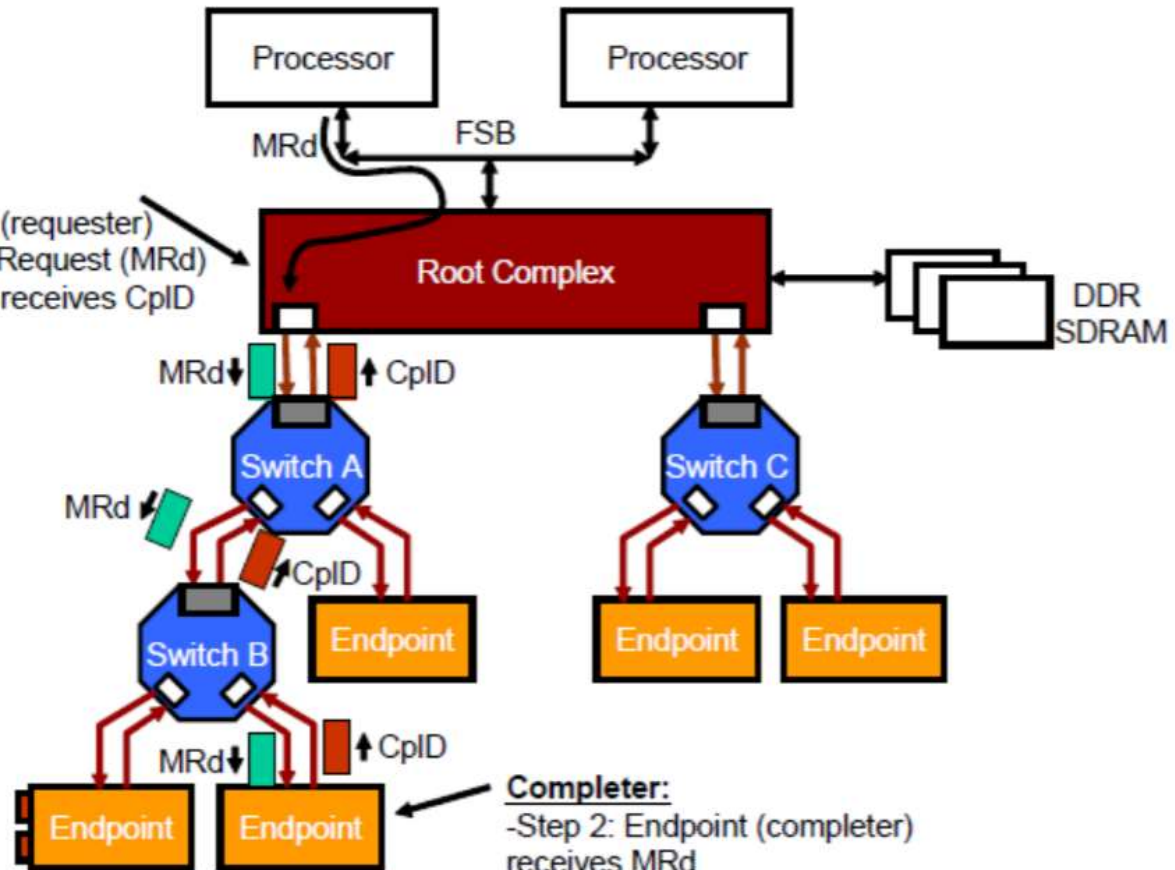 Processor
Processor
MRd
FSB
(requester)
Request (MRd)
receives CplD
Root Complex
DDR
SDRAM
MRd
CplD
Switch A
Switch C
MRd
CplD
Endpoint
Endpoint
Endpoint
Switch B
MRd
CplD
Endpoint
Endpoint
Completer:
-Step 2: Endpoint (completer)
receives MRd